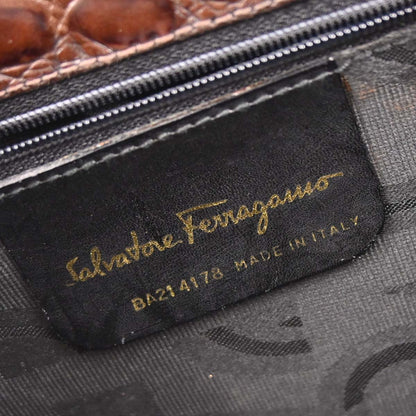 Salvatore Ferragamo
BA21 4178 MADE IN ITALY